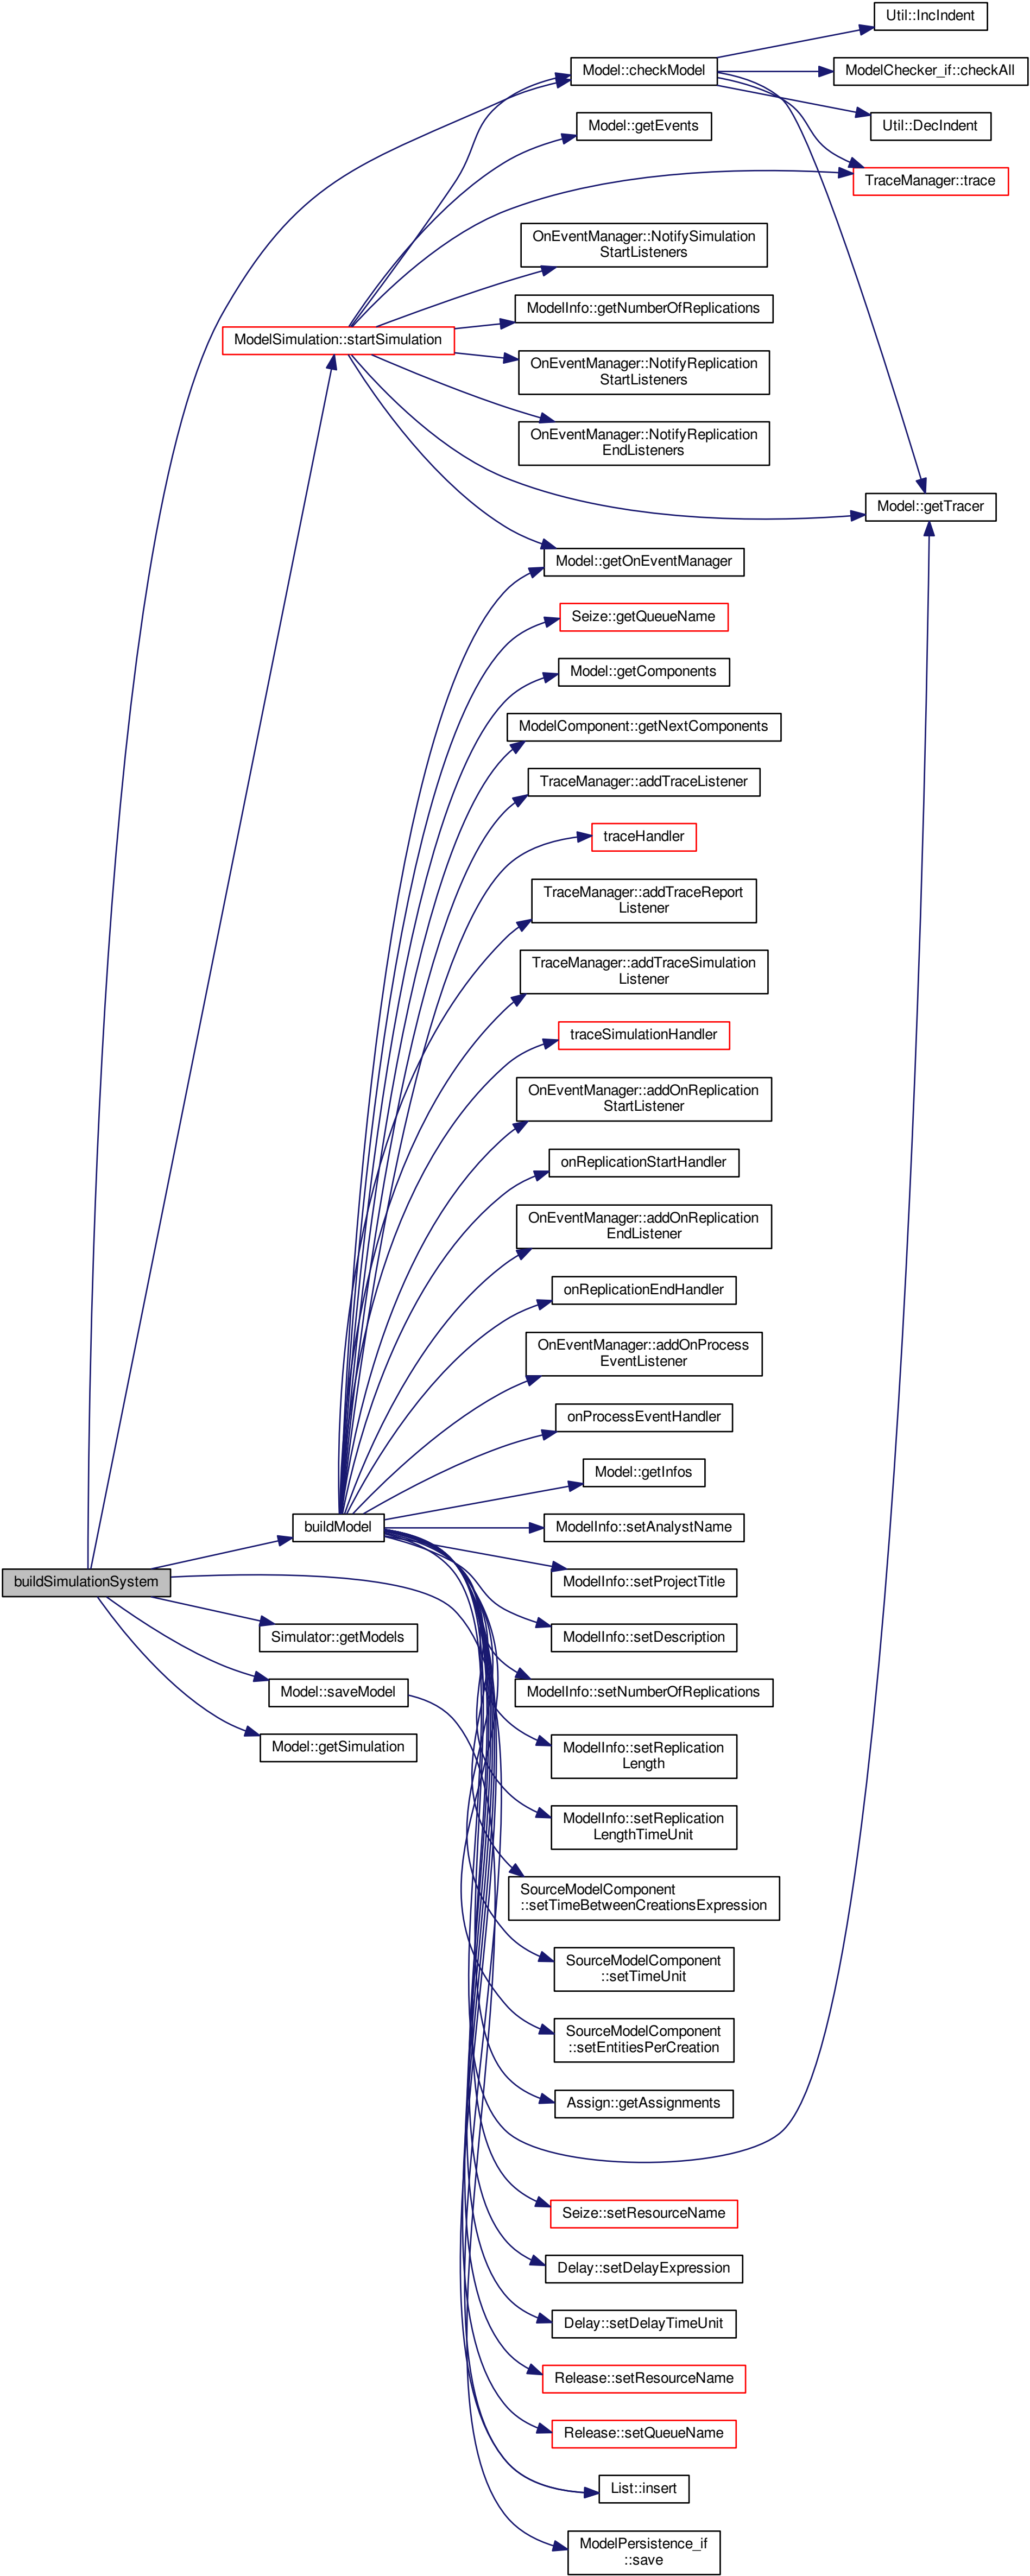 Util::IncIndent
Model::checkModel
ModelChecker_if::checkAll
Model::getEvents
Util::DecIndent
TraceManager::trace
OnEventManager::NotifySimulation
StartListeners
ModelInfo::getNumberOfReplications
ModelSimulation::startSimulation
OnEventManager::NotifyReplication
StartListeners
OnEventManager::NotifyReplication
EndListeners
Model::getTracer
Model::getOnEventManager
Seize::getQueueName
Model::getComponents
ModelComponent::getNextComponents
TraceManager::addTraceListener
traceHandler
TraceManager::addTraceReport
Listener
TraceManager::addTraceSimulation
Listener
traceSimulationHandler
OnEventManager::addOnReplication
StartListener
onReplicationStartHandler
OnEventManager::addOnReplication
EndListener
onReplicationEndHandler
OnEventManager::addOnProcess
EventListener
onProcessEventHandler
Model::getInfos
buildModel
ModelInfo::setAnalystName
buildSimulationSystem
ModelInfo::setProjectTitle
Simulator::getModels
ModelInfo::setDescription
Model::saveModel
ModelInfo::setNumberOfReplications
Model::getSimulation
ModelInfo::setReplication
Length
ModelInfo::setReplication
LengthTimeUnit
SourceModelComponent
::setTimeBetweenCreationsExpression
SourceModelComponent
::setTimeUnit
SourceModelComponent
::setEntitiesPerCreation
Assign::getAssignments
Seize::setResourceName
Delay::setDelayExpression
Delay::setDelayTimeUnit
Release::setResourceName
Release::setQueueName
List::insert
ModelPersistence_if
::save